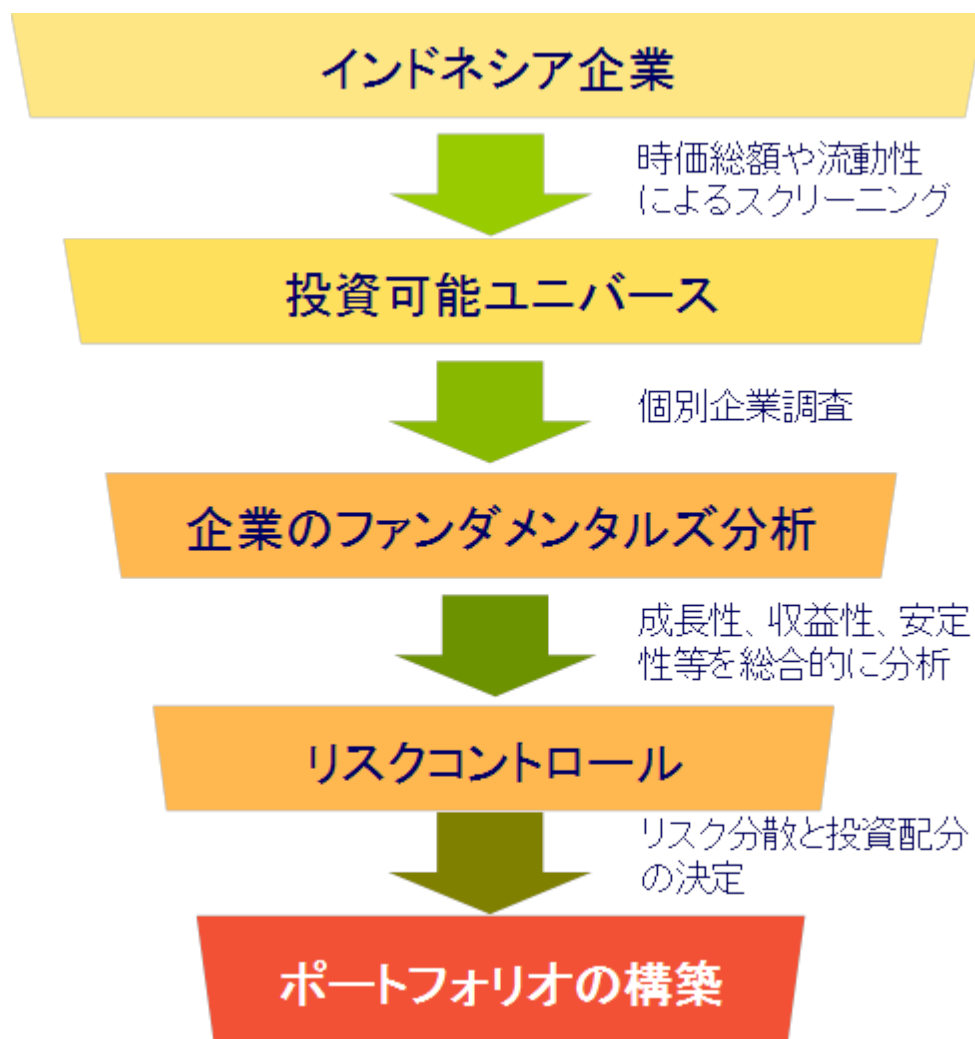 インドネシア企業
時価総額や流動性
によるスクリーニング
投資可能ユニバース
個別企業調査
企業のファンダメンタルズ分析
成長性、収益性、安定
性等を総合的に分析
リスクコントロール
リスク分散と投資配分
の決定
ポートフォリオの構築